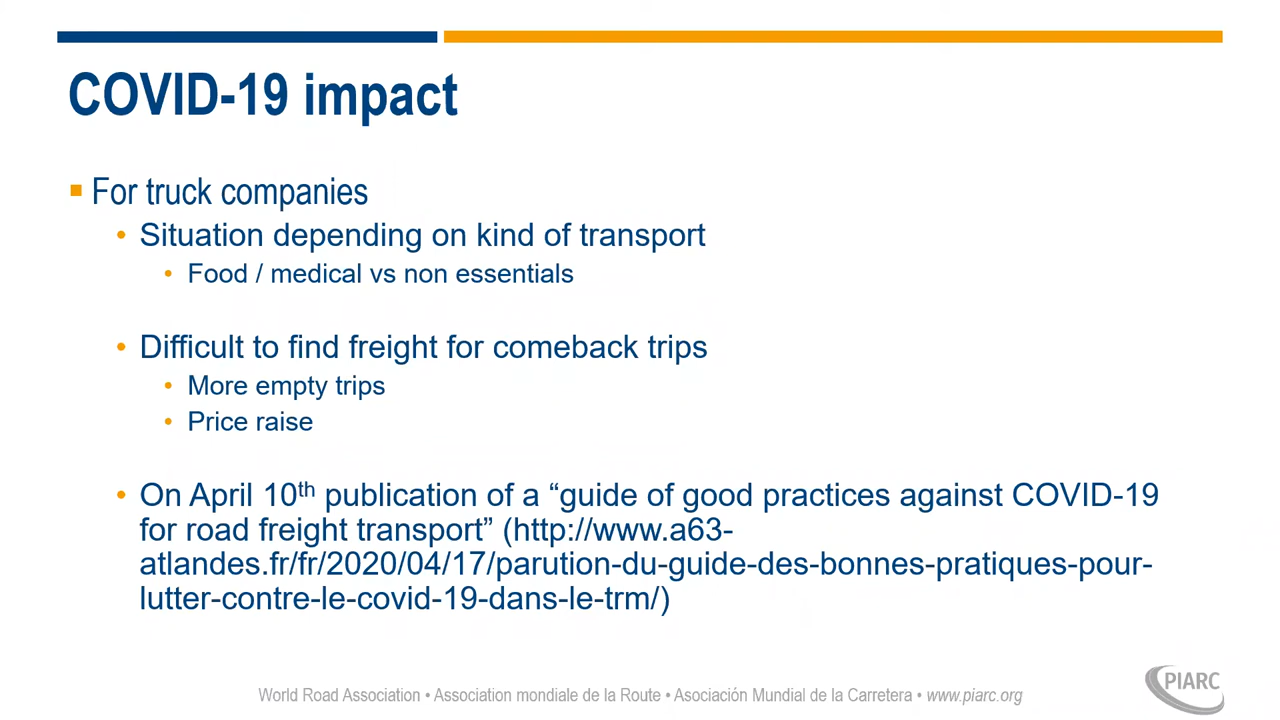 COVID-19 impact
▪ For truck companies
• Situation depending on kind of transport
• Food / medical vs non essentials
• Difficult to find freight for comeback trips
• More empty trips
• Price raise
• On April 10th publication of a “guide of good practices against COVID-19
for road freight transport” (http://www.a63-
atlandes.fr/fr/2020/04/17/parution-du-guide-des-bonnes-pratiques-pour-
lutter-contre-le-covid-19-dans-le-trm/)
World Road Association • Association mondiale de la Route • Asociación Mundial de la Carretera • www.piarc.org
PIARC